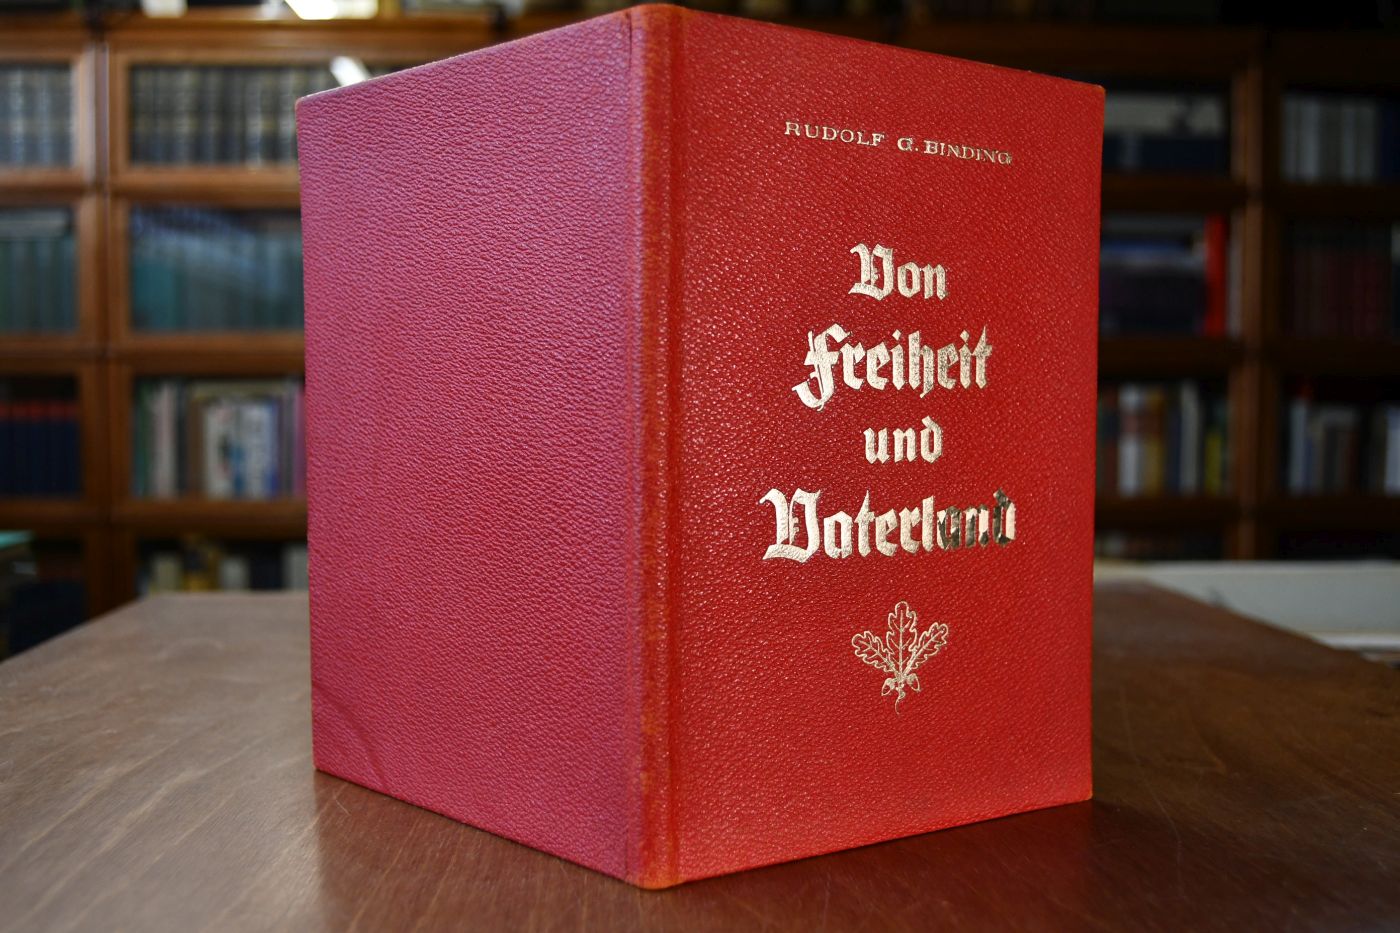 RUDOLF G. BINDING
Von
Freiheit
und
Vaterland